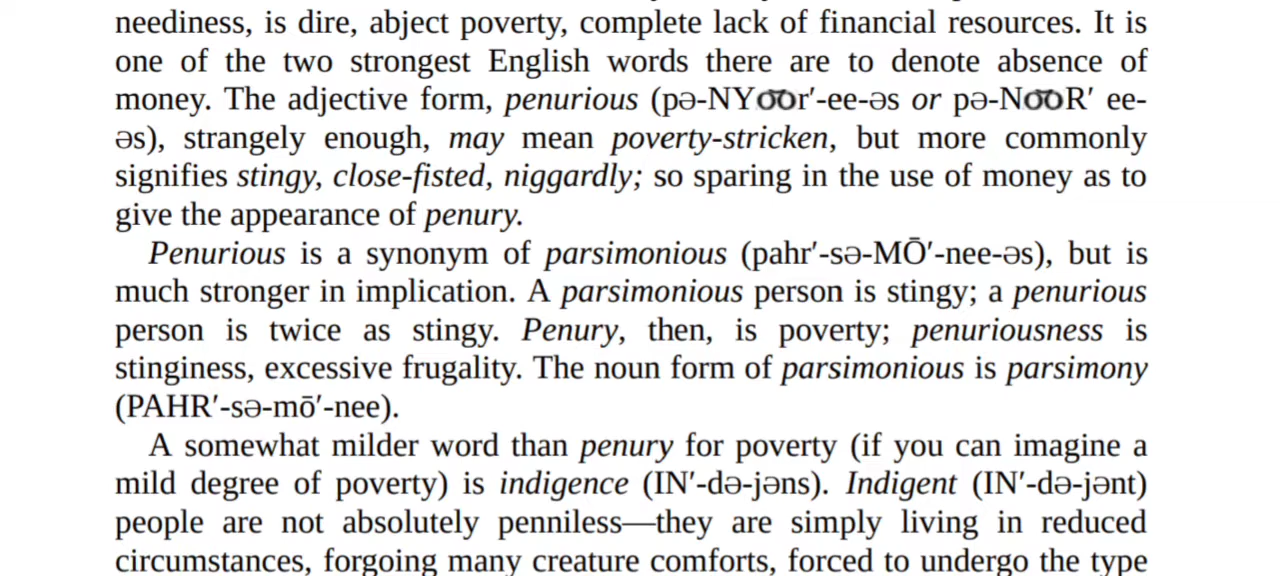 neediness, is dire, abject poverty, complete lack of financial resources. It is
one of the two strongest English words there are to denote absence of
money. The adjective form, penurious (pə-NYo͝or′-ee-əs or pə-No͝oR′ ee-
əs), strangely enough, may mean poverty-stricken, but more commonly
signifies stingy, close-fisted, niggardly; so sparing in the use of money as to
give the appearance of penury.
Penurious is a synonym of parsimonious (pahr′-sə-MŌ′-nee-əs), but is
much stronger in implication. A parsimonious person is stingy; a penurious
person is twice as stingy. Penury, then, is poverty; penuriousness is
stinginess, excessive frugality. The noun form of parsimonious is parsimony
(PAHR′-sə-mō′-nee).
A somewhat milder word than penury for poverty (if you can imagine a
mild degree of poverty) is indigence (IN′-də-jəns). Indigent (IN′-də-jənt)
people are not absolutely penniless—they are simply living in reduced
circumstances, forgoing many creature comforts, forced to undergo the type